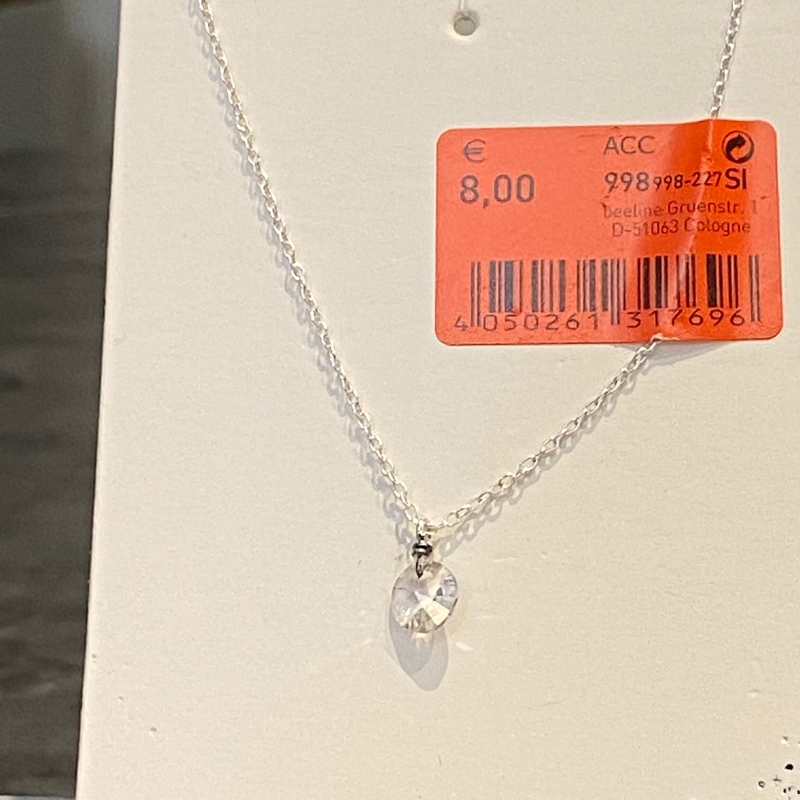 € ACC
8,00 998 998-227 SI
beeline Gruenstr. 1
D-51063 Cologne
4 050261 317696